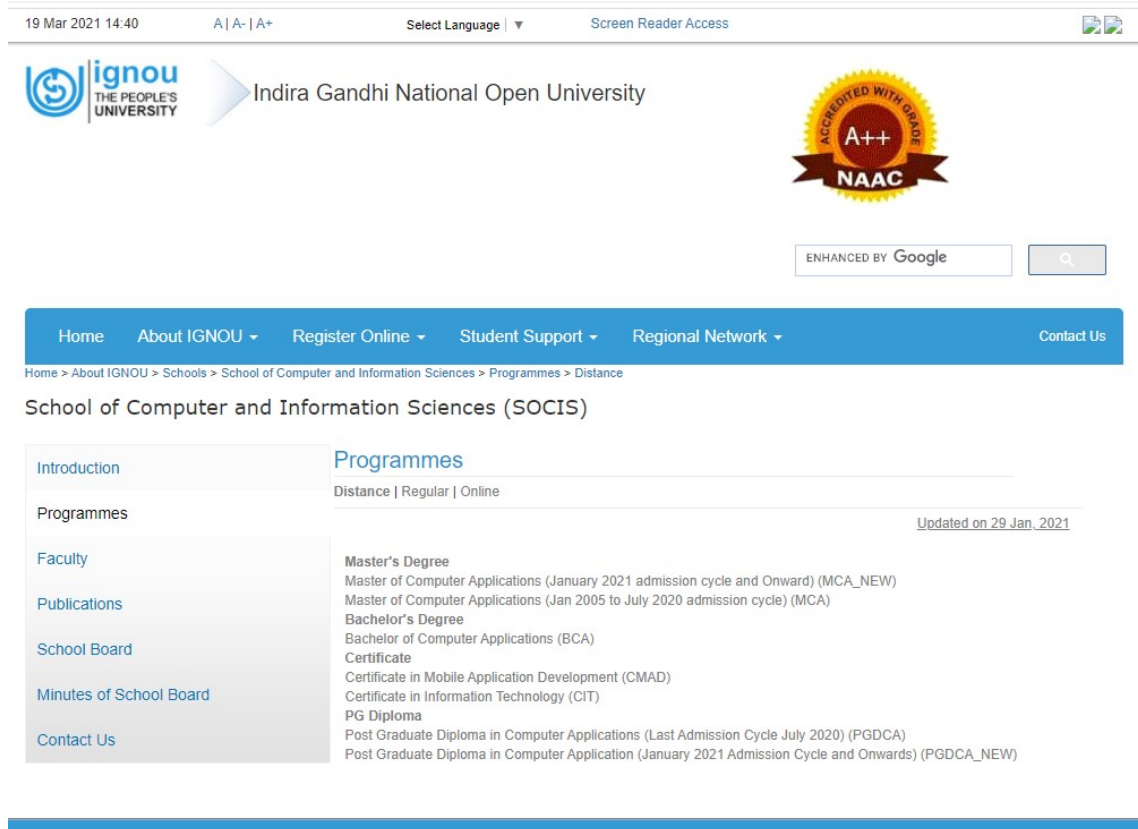 19 Mar 2021 14:40 A | A- | A+ Select Language ▼ Screen Reader Access
ignou
THE PEOPLE'S
UNIVERSITY
Indira Gandhi National Open University
ACCREDITED WITH GRADE
A++
NAAC
ENHANCED BY Google
Home About IGNOU Register Online Student Support Regional Network Contact Us
Home > About IGNOU > Schools > School of Computer and Information Sciences > Programmes > Distance
School of Computer and Information Sciences (SOCIS)
Introduction
Programmes
Faculty
Publications
School Board
Minutes of School Board
Contact Us
Programmes
Distance | Regular | Online
Updated on 29 Jan, 2021
Master's Degree
Master of Computer Applications (January 2021 admission cycle and Onward) (MCA_NEW)
Master of Computer Applications (Jan 2005 to July 2020 admission cycle) (MCA)
Bachelor's Degree
Bachelor of Computer Applications (BCA)
Certificate
Certificate in Mobile Application Development (CMAD)
Certificate in Information Technology (CIT)
PG Diploma
Post Graduate Diploma in Computer Applications (Last Admission Cycle July 2020) (PGDCA)
Post Graduate Diploma in Computer Application (January 2021 Admission Cycle and Onwards) (PGDCA_NEW)